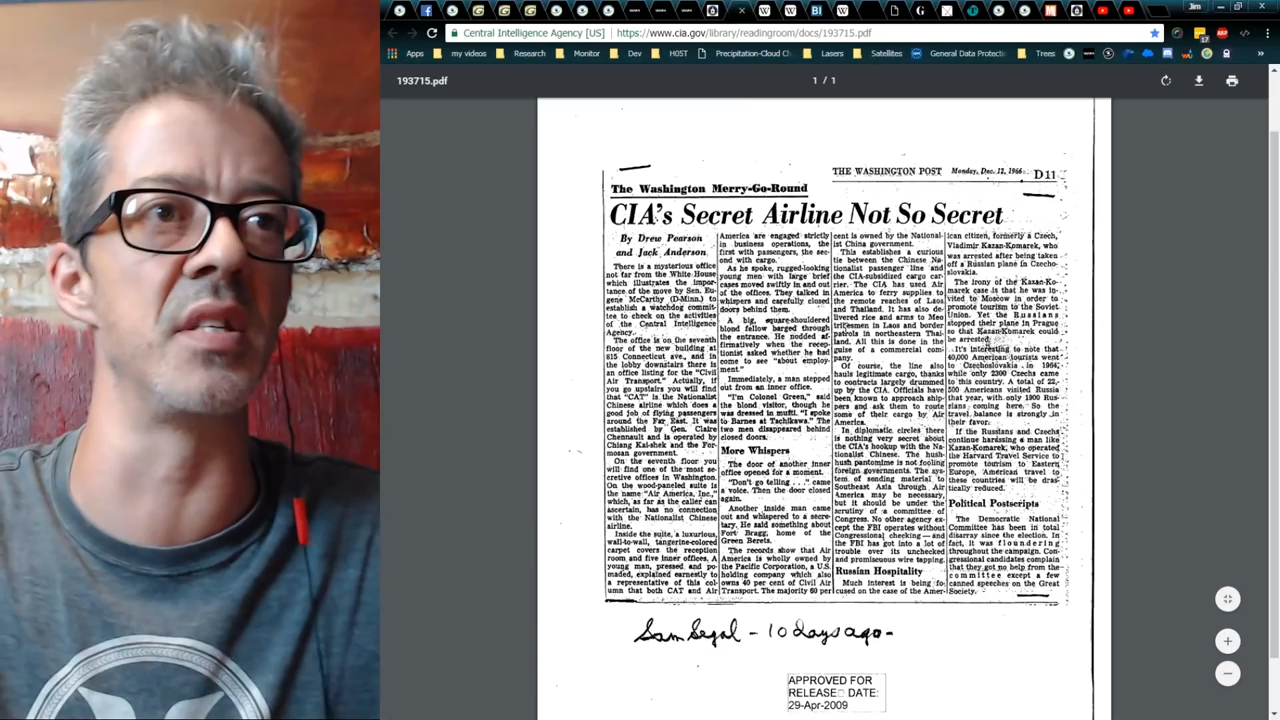 Jim
Central Intelligence Agency [US]
https://www.cia.gov/library/readingroom/docs/193715.pdf
Apps
my videos
Research
Monitor
Dev
H0ST
Precipitation-Cloud Ch
Lasers
Satellites
General Data Protectio
Trees
193715.pdf
1 / 1
THE WASHINGTON POST Monday, Dec. 12, 1966 D 11
The Washington Merry-Go-Round
CIA's Secret Airline Not So Secret
By Drew Pearson
and Jack Anderson
There is a mysterious office
not far from the White House
which illustrates the impor-
tance of the move by Sen. Eu-
gene McCarthy (D-Minn.) to
establish a watchdog commit-
tee to check on the activities
of the Central Intelligence
Agency.
The office is on the seventh
floor of the new building at
815 Connecticut ave., and in
the lobby downstairs there is
an office listing for the "Civil
Air Transport." Actually, if
you go upstairs you will find
that "CAT" is the Nationalist
Chinese airline which does a
good job of flying passengers
around the Far East. It was
established by Gen. Claire
Chennault and is operated by
Chiang Kai-shek and the For-
mosan government.
On the seventh floor you
will find one of the most se-
cretive offices in Washington.
On the wood-paneled suite is
the name "Air America, Inc.,"
which, as far as the caller can
ascertain, has no connection
with the Nationalist Chinese
airline.
Inside the suite, a luxurious,
wall-to-wall, tangerine-colored
carpet covers the reception
room and five inner offices. A
young man, pressed and po-
maded, explained earnestly to
a representative of this col-
umn that both CAT and Air
America are engaged strictly
in business operations, the
first with passengers, the sec-
ond with cargo.
As he spoke, rugged-looking
young men with large brief
cases moved swiftly in and out
of the offices. They talked in
whispers and carefully closed
doors behind them.
A big, square-shouldered
blond fellow barged through
the entrance. He nodded af-
firmatively when the recep-
tionist asked whether he had
come to see "about employ-
ment."
Immediately, a man stepped
out from an inner office.
"I'm Colonel Green," said
the blond visitor, though he
was dressed in mufti. "I spoke
to Barnes at Tachikawa." The
two men disappeared behind
closed doors.
More Whispers
The door of another inner
office opened for a moment.
"Don't go telling . . ." came
a voice. Then the door closed
again.
Another inside man came
out and whispered to a secre-
tary. He said something about
Fort Bragg, home of the
Green Berets.
The records show that Air
America is wholly owned by
the Pacific Corporation, a U.S.
holding company which also
owns 40 per cent of Civil Air
Transport. The majority 60 per
cent is owned by the National-
ist China government.
This establishes a curious
tie between the Chinese Na-
tionalist passenger line and
the CIA-subsidized cargo car-
rier. The CIA has used Air
America to ferry supplies to
the remote reaches of Laos
and Thailand. It has also de-
livered rice and arms to Meo
tribesmen in Laos and border
patrols in northeastern Thai-
land. All this is done in the
guise of a commercial com-
pany.
Of course, the line also
hauls legitimate cargo, thanks
to contracts largely drummed
up by the CIA. Officials have
been known to approach ship-
pers and ask them to route
some of their cargo by Air
America.
In diplomatic circles there
is nothing very secret about
the CIA's hookup with the Na-
tionalist Chinese. The hush-
hush pantomime is not fooling
foreign governments. The sys-
tem of sending material to
Southeast Asia through Air
America may be necessary,
but it should be under the
scrutiny of a committee of
Congress. No other agency ex-
cept the FBI operates without
Congressional checking—and
the FBI has got into a lot of
trouble over its unchecked
and promiscuous wire tapping.
Russian Hospitality
Much interest is being fo-
cused on the case of the Amer-
ican citizen, formerly a Czech,
Vladimir Kazan-Komarek, who
was arrested after being taken
off a Russian plane in Czecho-
slovakia.
The irony of the Kazan-Ko-
marek case is that he was in-
vited to Moscow in order to
promote tourism to the Soviet
Union. Yet the Russians
stopped their plane in Prague
so that Kazan-Komarek could
be arrested.
It's interesting to note that
40,000 American tourists went
to Czechoslovakia in 1964,
while only 2300 Czechs came
to this country. A total of 22,-
500 Americans visited Russia
that year, with only 1900 Rus-
sians coming here. So the
travel balance is strongly in
their favor.
If the Russians and Czechs
continue harassing a man like
Kazan-Komarek, who operated
the Harvard Travel Service to
promote tourism to Eastern
Europe, American travel to
these countries will be dras-
tically reduced.
Political Postscripts
The Democratic National
Committee has been in total
disarray since the election. In
fact, it was floundering
throughout the campaign. Con-
gressional candidates complain
that they got no help from the
committee except a few
canned speeches on the Great
Society.
Sam Segal – 10 days ago –
APPROVED FOR
RELEASE DATE:
29-Apr-2009